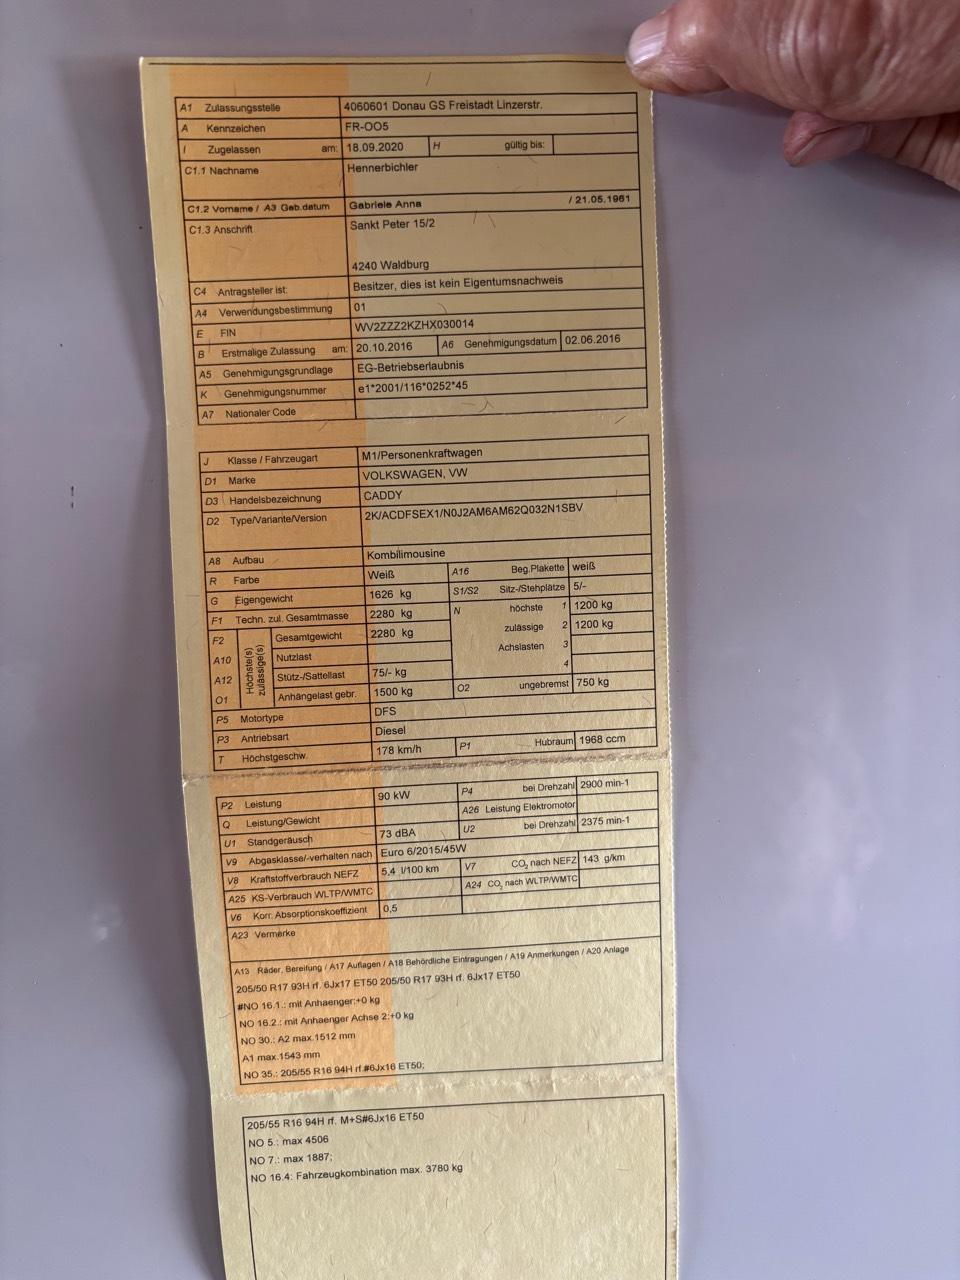 A1 Zulassungsstelle 4060601 Donau GS Freistadt Linzerstr.
A Kennzeichen FR-OO5
I Zugelassen am: 18.09.2020 H gültig bis:
C1.1 Nachname Hennerbichler
C1.2 Vorname / A3 Geb.datum Gabriele Anna / 21.05.1961
C1.3 Anschrift Sankt Peter 15/2
4240 Waldburg
C4 Antragsteller ist: Besitzer, dies ist kein Eigentumsnachweis
A4 Verwendungsbestimmung 01
E FIN WV2ZZZ2KZHX030014
B Erstmalige Zulassung am: 20.10.2016 A6 Genehmigungsdatum 02.06.2016
A5 Genehmigungsgrundlage EG-Betriebserlaubnis
K Genehmigungsnummer e1*2001/116*0252*45
A7 Nationaler Code
J Klasse / Fahrzeugart M1/Personenkraftwagen
D1 Marke VOLKSWAGEN, VW
D3 Handelsbezeichnung CADDY
D2 Type/Variante/Version 2K/ACDFSEX1/N0J2AM6AM62Q032N1SBV
A8 Aufbau Kombilimousine
R Farbe Weiß A16 Beg.Plakette weiß
G Eigengewicht 1626 kg S1/S2 Sitz-/Stehplätze 5/-
F1 Techn. zul. Gesamtmasse 2280 kg N höchste 1 1200 kg
F2 Höchste(s) zulässige(s) Gesamtgewicht 2280 kg zulässige 2 1200 kg
A10 Nutzlast Achslasten 3
A12 Stütz-/Sattellast 75/- kg 4
O1 Anhängelast gebr. 1500 kg O2 ungebremst 750 kg
P5 Motortype DFS
P3 Antriebsart Diesel
T Höchstgeschw. 178 km/h P1 Hubraum 1968 ccm
P2 Leistung 90 kW P4 bei Drehzahl 2900 min-1
Q Leistung/Gewicht A26 Leistung Elektromotor
U1 Standgeräusch 73 dBA U2 bei Drehzahl 2375 min-1
V9 Abgasklasse/-verhalten nach Euro 6/2015/45W
V8 Kraftstoffverbrauch NEFZ 5,4 l/100 km V7 CO₂ nach NEFZ 143 g/km
A25 KS-Verbrauch WLTP/WMTC A24 CO₂ nach WLTP/WMTC
V6 Korr. Absorptionskoeffizient 0,5
A23 Vermerke
A13 Räder, Bereifung / A17 Auflagen / A18 Behördliche Eintragungen / A19 Anmerkungen / A20 Anlage
205/50 R17 93H rf. 6Jx17 ET50 205/50 R17 93H rf. 6Jx17 ET50
#NO 16.1.: mit Anhaenger:+0 kg
NO 16.2.: mit Anhaenger Achse 2:+0 kg
NO 30.: A2 max.1512 mm
A1 max.1543 mm
NO 35.: 205/55 R16 94H rf.#6Jx16 ET50;
205/55 R16 94H rf. M+S#6Jx16 ET50
NO 5.: max 4506
NO 7.: max 1887;
NO 16.4: Fahrzeugkombination max. 3780 kg